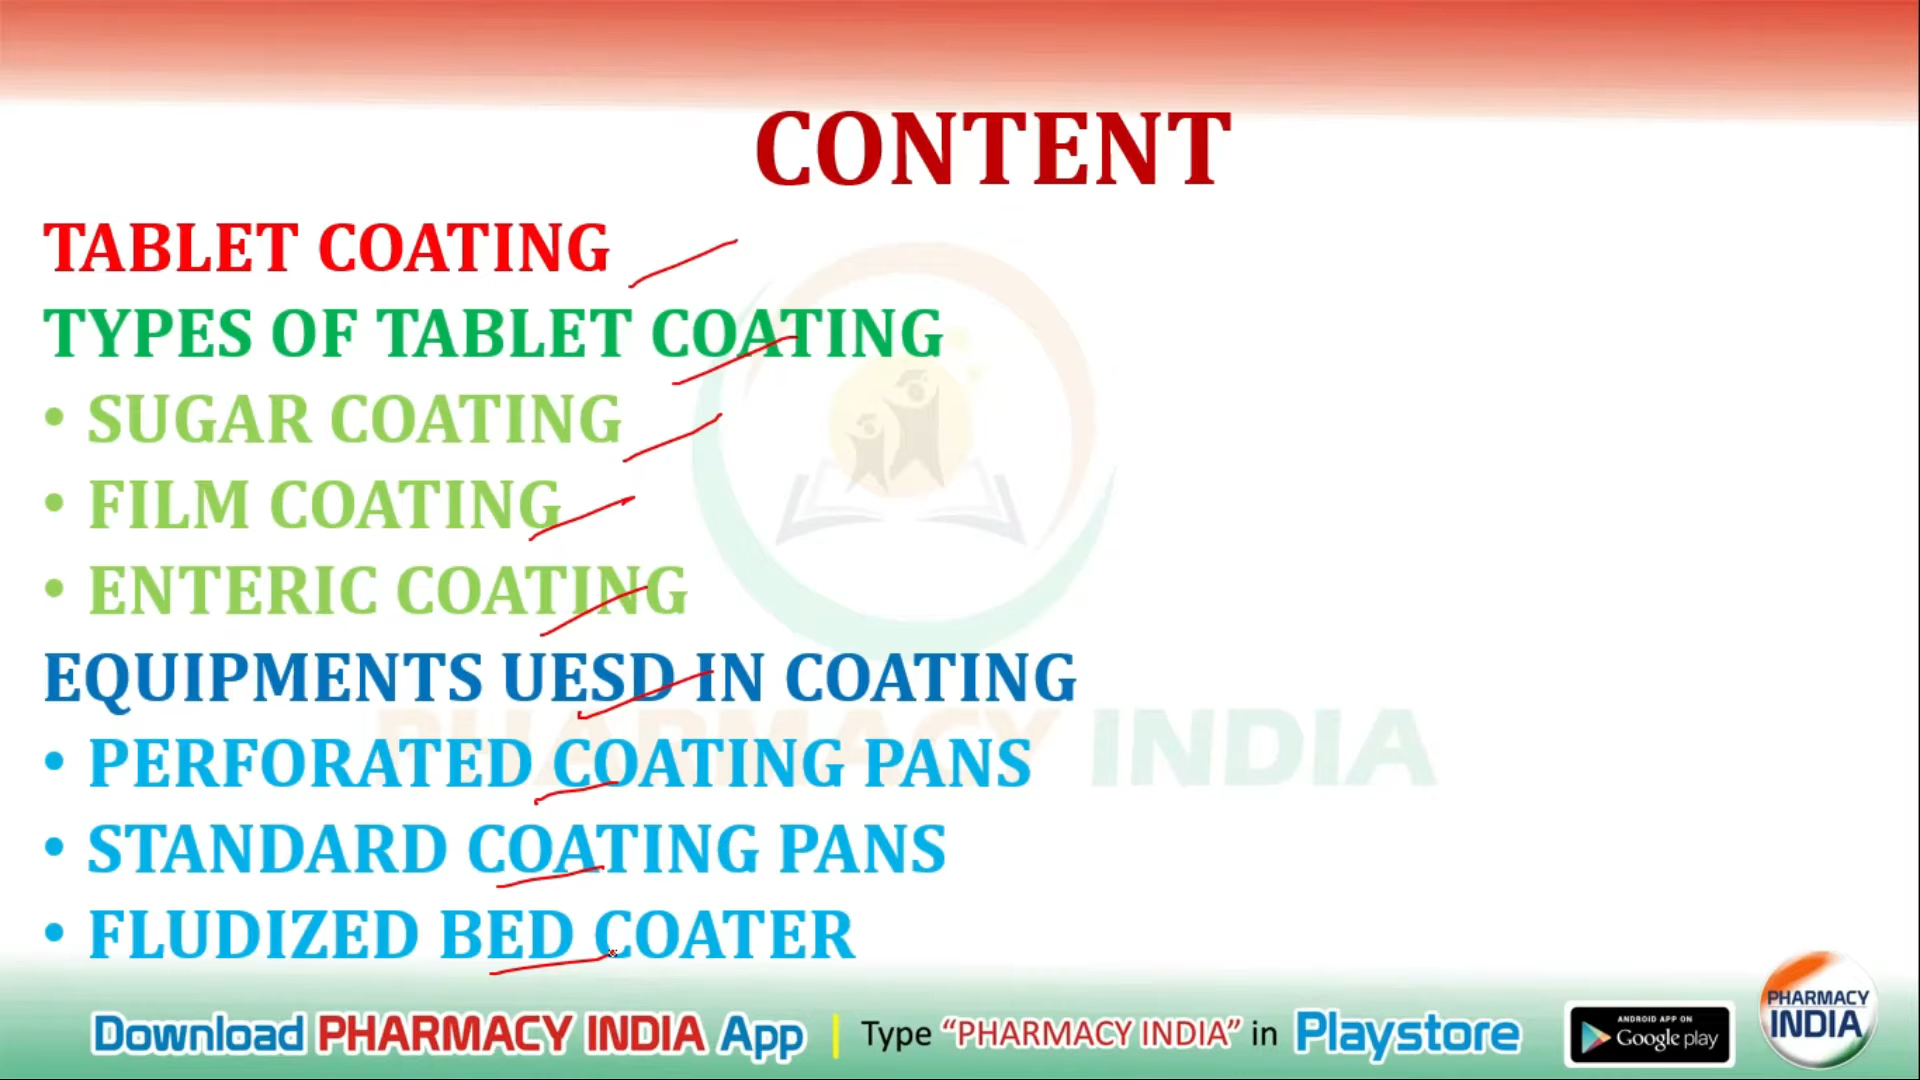 CONTENT
TABLET COATING
TYPES OF TABLET COATING
• SUGAR COATING
• FILM COATING
• ENTERIC COATING
EQUIPMENTS UESD IN COATING
PHARMACY INDIA
• PERFORATED COATING PANS
• STANDARD COATING PANS
• FLUDIZED BED COATER
Download PHARMACY INDIA App | Type “PHARMACY INDIA” in Playstore
ANDROID APP ON
Google play
PHARMACY
INDIA